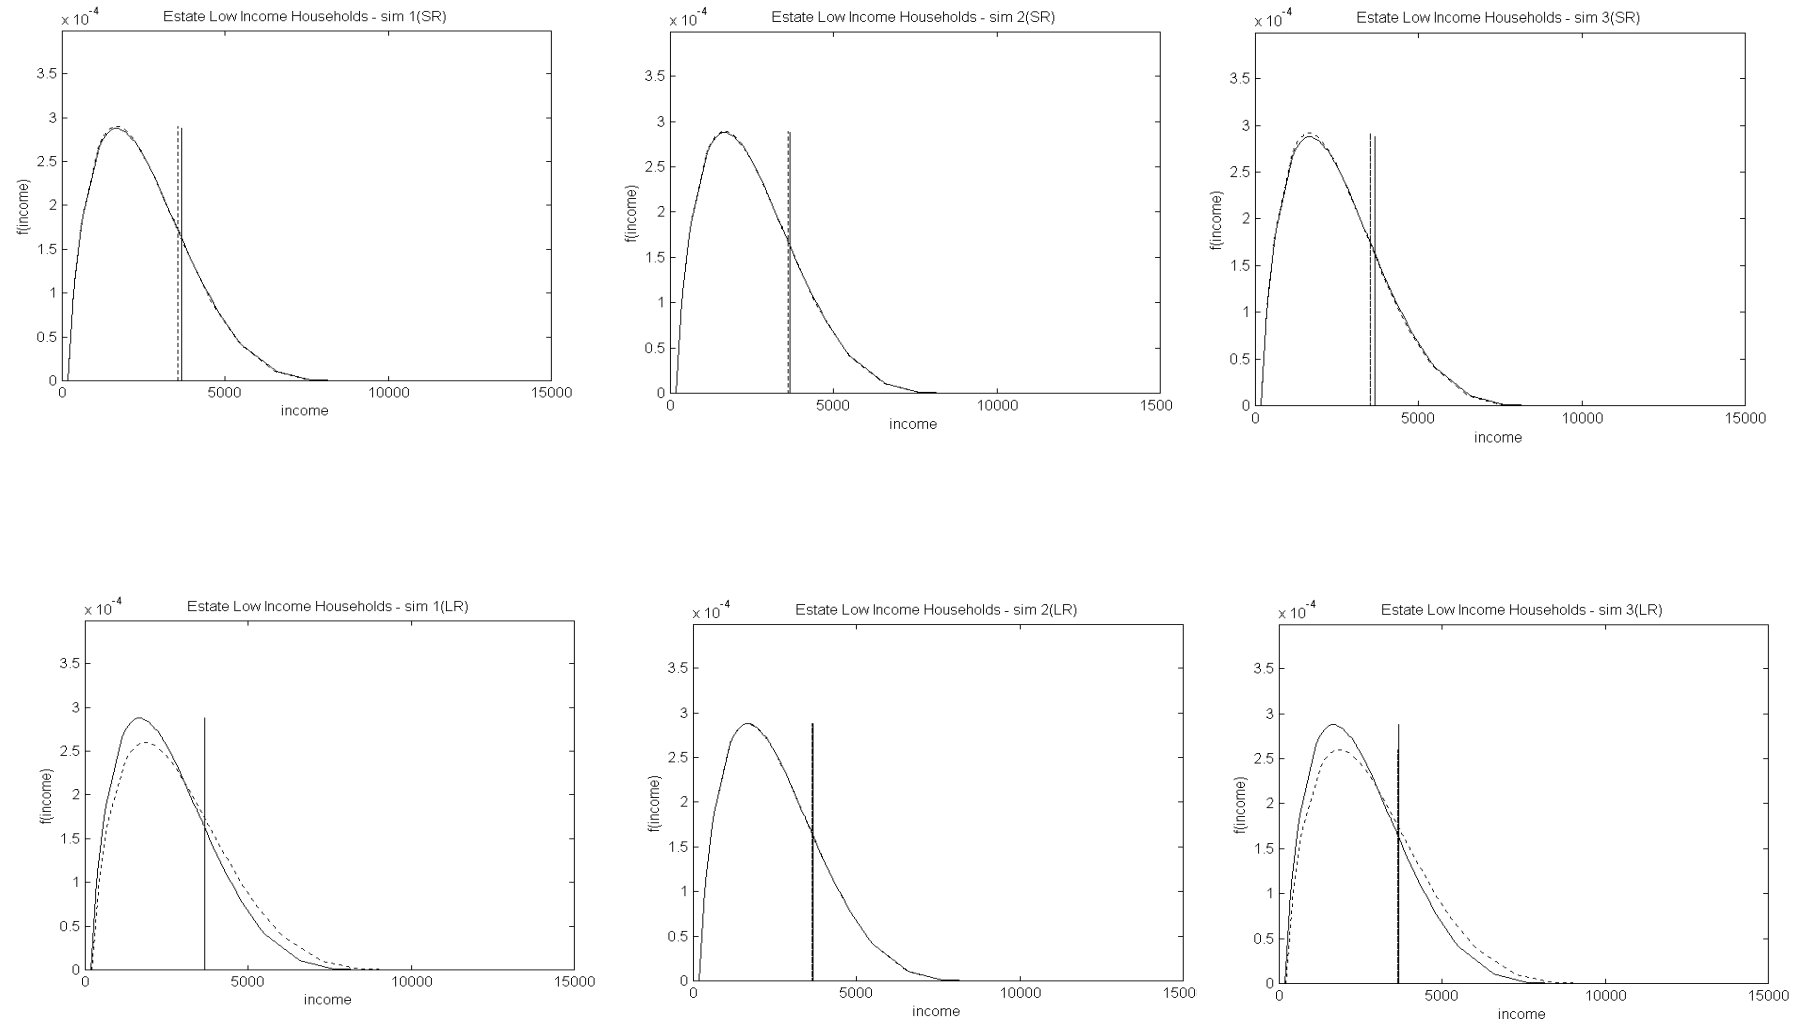 Estate Low Income Households - sim 1(SR)
x 10-4
3.5
3
2.5
2
1.5
1
0.5
0
f(income)
0 5000 10000 15000
income
Estate Low Income Households - sim 2(SR)
x 10-4
3.5
3
2.5
2
1.5
1
0.5
0
f(income)
0 5000 10000 1500
income
Estate Low Income Households - sim 3(SR)
x 10-4
3.5
3
2.5
2
1.5
1
0.5
0
f(income)
0 5000 10000 15000
income
Estate Low Income Households - sim 1(LR)
x 10-4
3.5
3
2.5
2
1.5
1
0.5
0
f(income)
0 5000 10000 15000
income
Estate Low Income Households - sim 2(LR)
x 10-4
3.5
3
2.5
2
1.5
1
0.5
0
f(income)
0 5000 10000 1500
income
Estate Low Income Households - sim 3(LR)
x 10-4
3.5
3
2.5
2
1.5
1
0.5
0
f(income)
0 5000 10000 15000
income